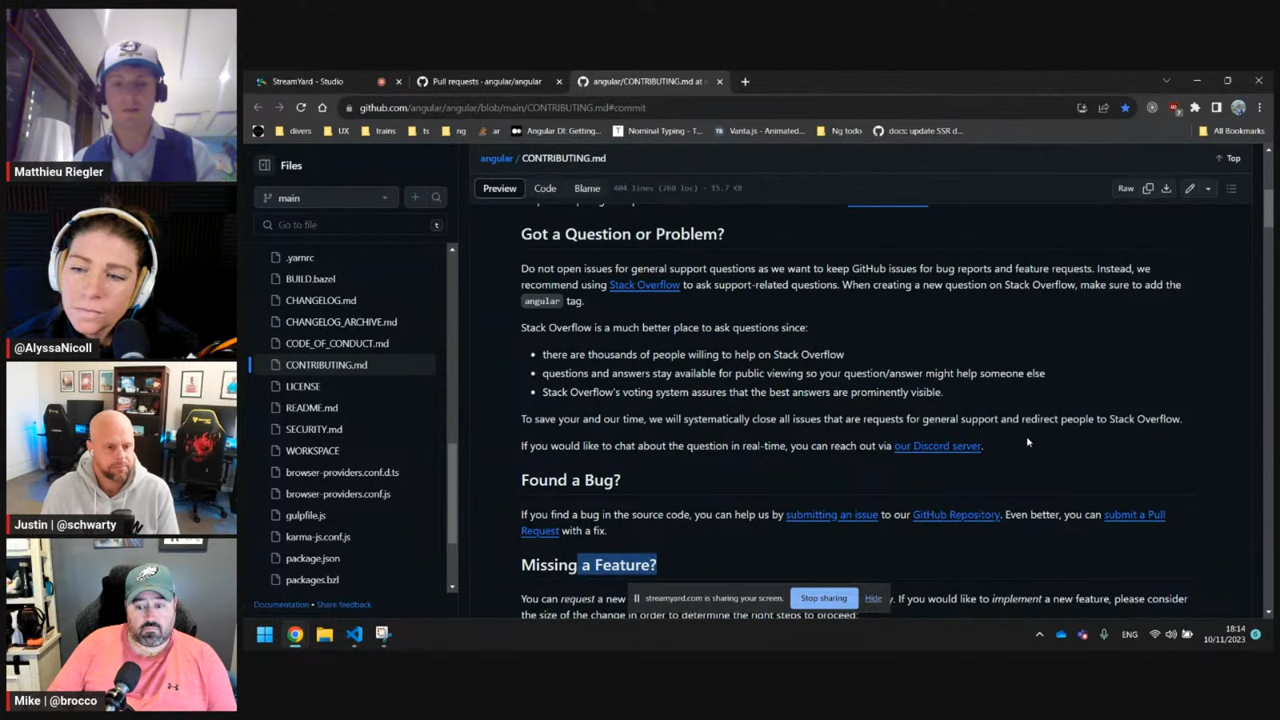 Matthieu Riegler
@AlyssaNicoll
Justin | @schwarty
Mike | @brocco
StreamYard - Studio
Pull requests - angular/angular
angular/CONTRIBUTING.md at
github.com/angular/angular/blob/main/CONTRIBUTING.md#commit
divers
UX
trains
ts
ng
ar
Angular DI: Getting...
Nominal Typing - T...
Vanta.js - Animated...
Ng todo
docs: update SSR d...
All Bookmarks
Files
main
Go to file
t
.yarnrc
BUILD.bazel
CHANGELOG.md
CHANGELOG_ARCHIVE.md
CODE_OF_CONDUCT.md
CONTRIBUTING.md
LICENSE
README.md
SECURITY.md
WORKSPACE
browser-providers.conf.d.ts
browser-providers.conf.js
gulpfile.js
karma-js.conf.js
package.json
packages.bzl
Documentation • Share feedback
angular / CONTRIBUTING.md
Top
Preview
Code
Blame
404 lines (260 loc) · 15.7 KB
Raw
Got a Question or Problem?
Do not open issues for general support questions as we want to keep GitHub issues for bug reports and feature requests. Instead, we
recommend using Stack Overflow to ask support-related questions. When creating a new question on Stack Overflow, make sure to add the
angular tag.
Stack Overflow is a much better place to ask questions since:
• there are thousands of people willing to help on Stack Overflow
• questions and answers stay available for public viewing so your question/answer might help someone else
• Stack Overflow's voting system assures that the best answers are prominently visible.
To save your and our time, we will systematically close all issues that are requests for general support and redirect people to Stack Overflow.
If you would like to chat about the question in real-time, you can reach out via our Discord server.
Found a Bug?
If you find a bug in the source code, you can help us by submitting an issue to our GitHub Repository. Even better, you can submit a Pull
Request with a fix.
Missing a Feature?
You can request a new
y. If you would like to implement a new feature, please consider
the size of the change in order to determine the right steps to proceed:
streamyard.com is sharing your screen.
Stop sharing
Hide
ENG
18:14
10/11/2023
6